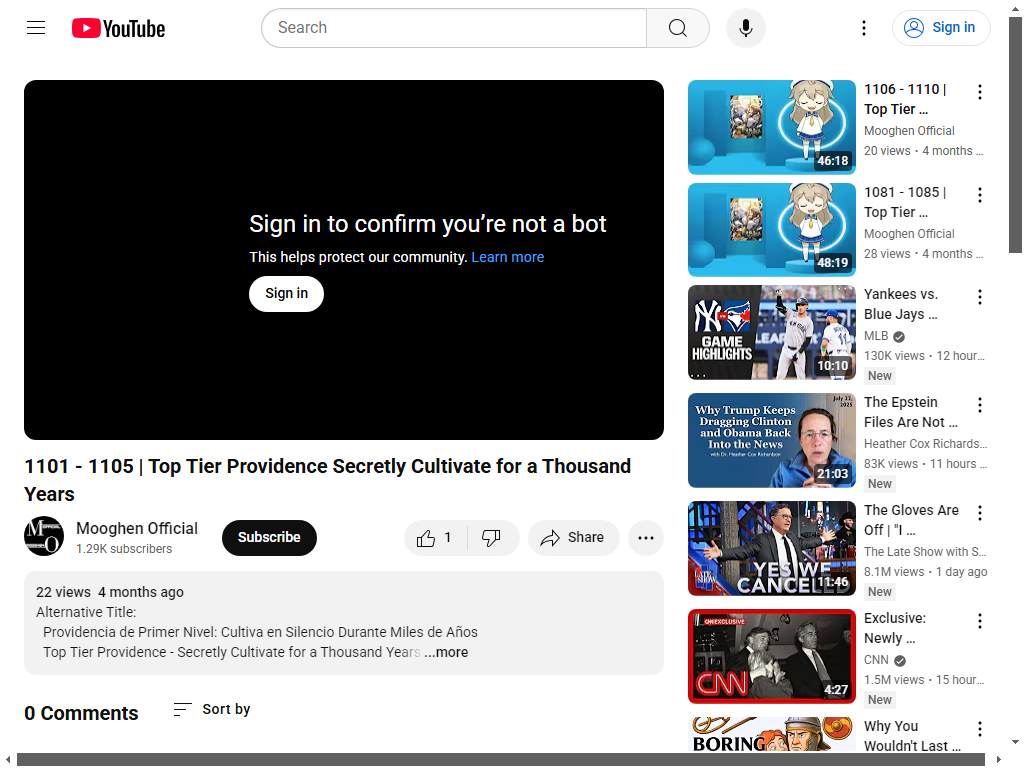 YouTube
Search
Sign in
Sign in to confirm you’re not a bot
This helps protect our community. Learn more
Sign in
1101 - 1105 | Top Tier Providence Secretly Cultivate for a Thousand
Years
Mooghen Official
1.29K subscribers
Subscribe
1
Share
22 views 4 months ago
Alternative Title:
Providencia de Primer Nivel: Cultiva en Silencio Durante Miles de Años
Top Tier Providence - Secretly Cultivate for a Thousand Years ...more
0 Comments
Sort by
46:18
1106 - 1110 |
Top Tier …
Mooghen Official
20 views • 4 months …
48:19
1081 - 1085 |
Top Tier …
Mooghen Official
28 views • 4 months …
GAME
HIGHLIGHTS
10:10
Yankees vs.
Blue Jays …
MLB
130K views • 12 hour…
New
July 22,
2025
Why Trump Keeps
Dragging Clinton
and Obama Back
Into the News
with Dr. Heather Cox Richardson
21:03
The Epstein
Files Are Not …
Heather Cox Richards…
83K views • 11 hours …
New
YES WE
CANCELLED
11:46
The Gloves Are
Off | "I …
The Late Show with S…
8.1M views • 1 day ago
New
CNN EXCLUSIVE
CNN
4:27
Exclusive:
Newly …
CNN
1.5M views • 15 hour…
New
BORING
Why You
Wouldn't Last …